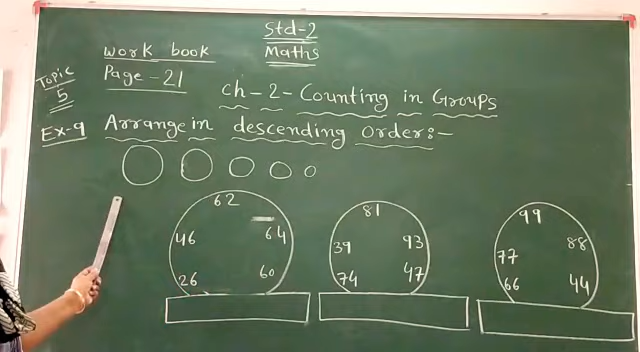 Std-2
Maths
Work book
Page-21
Topic
5
Ch-2-Counting in Groups
Ex-9 Arrange in descending order:-
62
46 64
26 60
81
39 93
74 47
99
77 88
66 44